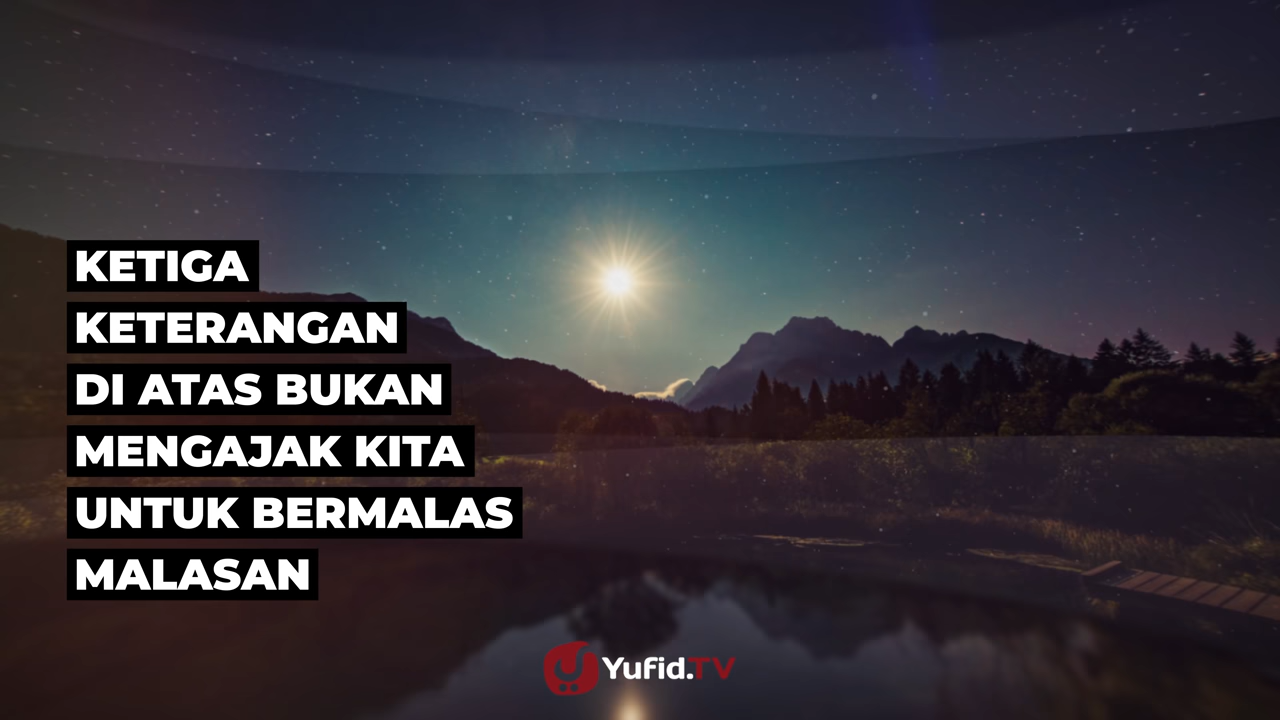 KETIGA
KETERANGAN
DI ATAS BUKAN
MENGAJAK KITA
UNTUK BERMALAS
MALASAN
Yufid.TV